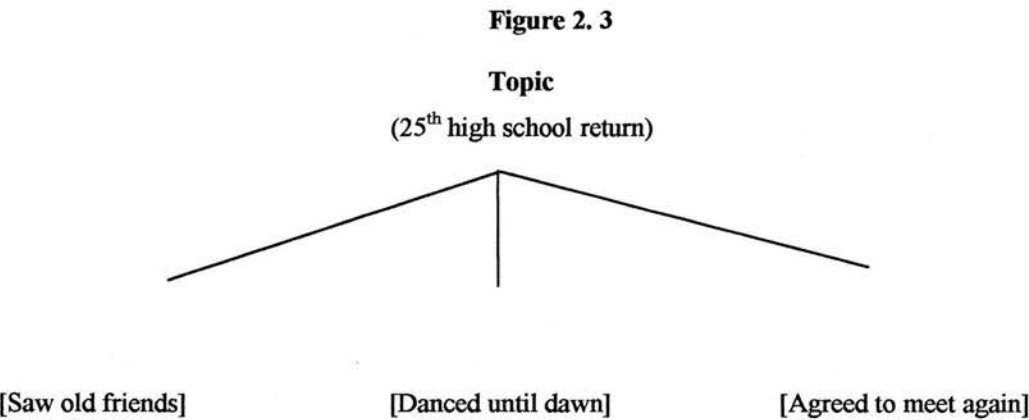 Figure 2. 3
Topic
(25th high school return)
[Saw old friends] [Danced until dawn] [Agreed to meet again]